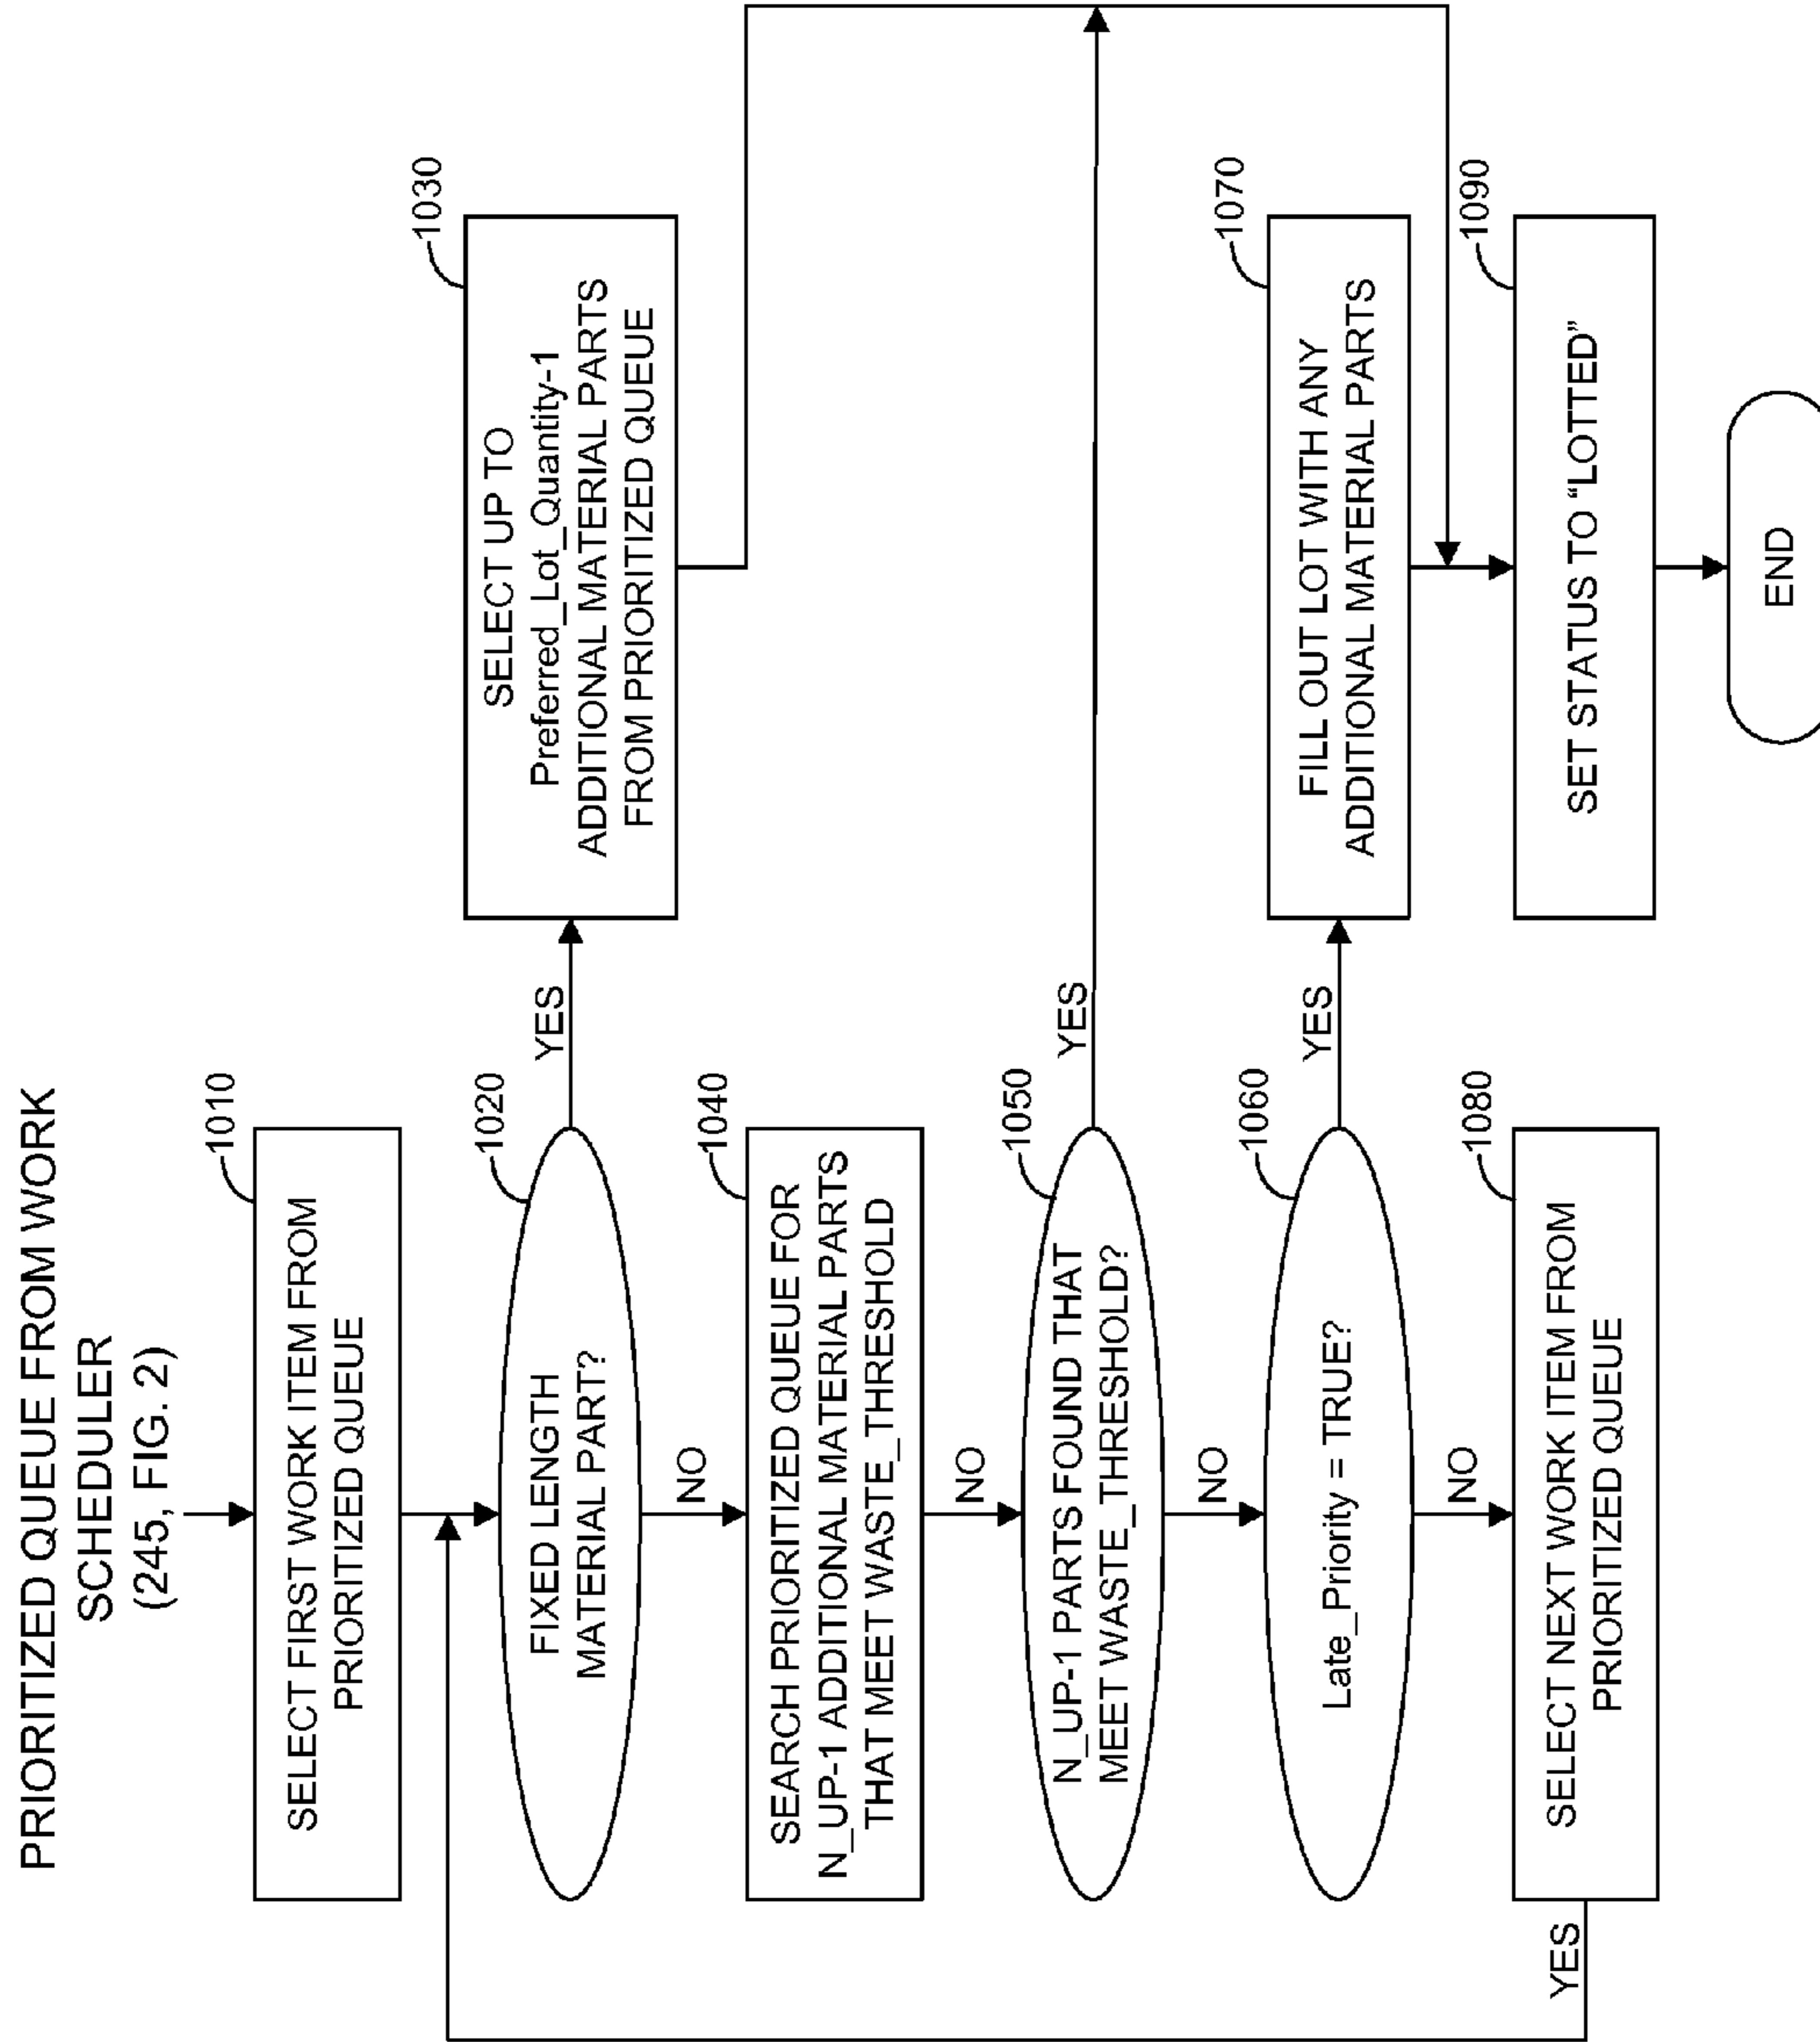 PRIORITIZED QUEUE FROM WORK
SCHEDULER
(245, FIG. 2)
1010
SELECT FIRST WORK ITEM FROM
PRIORITIZED QUEUE
1020
FIXED LENGTH
MATERIAL PART?
YES
1030
SELECT UP TO
Preferred_Lot_Quantity-1
ADDITIONAL MATERIAL PARTS
FROM PRIORITIZED QUEUE
NO
1040
SEARCH PRIORITIZED QUEUE FOR
N_UP-1 ADDITIONAL MATERIAL PARTS
THAT MEET WASTE_THRESHOLD
NO
1050
N_UP-1 PARTS FOUND THAT
MEET WASTE_THRESHOLD?
YES
NO
1060
Late_Priority = TRUE?
YES
1070
FILL OUT LOT WITH ANY
ADDITIONAL MATERIAL PARTS
NO
1080
SELECT NEXT WORK ITEM FROM
PRIORITIZED QUEUE
YES
1090
SET STATUS TO “LOTTED”
END